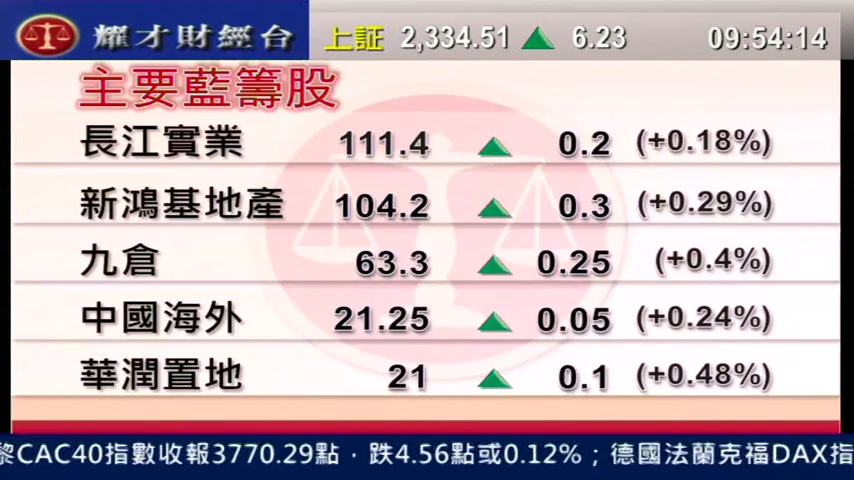 耀才財經台 上証 2,334.51 ▲ 6.23 09:54:14
主要藍籌股
長江實業 111.4 ▲ 0.2 (+0.18%)
新鴻基地產 104.2 ▲ 0.3 (+0.29%)
九倉 63.3 ▲ 0.25 (+0.4%)
中國海外 21.25 ▲ 0.05 (+0.24%)
華潤置地 21 ▲ 0.1 (+0.48%)
黎CAC40指數收報3770.29點，跌4.56點或0.12%；德國法蘭克福DAX指